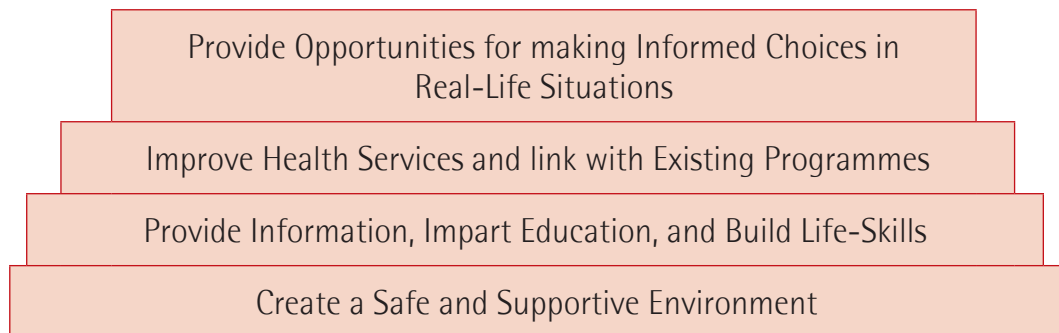 Provide Opportunities for making Informed Choices in
Real-Life Situations
Improve Health Services and link with Existing Programmes
Provide Information, Impart Education, and Build Life-Skills
Create a Safe and Supportive Environment